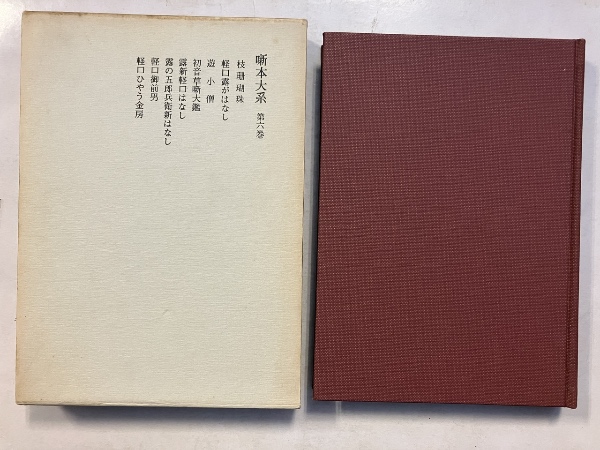 噺本大系 第六巻
枝珊瑚珠
軽口露がはなし
遊小僧
初音草噺大鑑
露新軽口はなし
露の五郎兵衛新はなし
軽口御前男
軽口ひやう金房